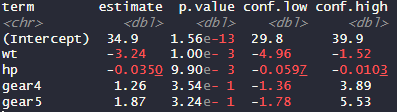 term estimate p.value conf.low conf.high
<chr> <dbl> <dbl> <dbl> <dbl>
(Intercept) 34.9 1.56e-13 29.8 39.9
wt -3.24 1.00e- 3 -4.96 -1.52
hp -0.0350 9.90e- 3 -0.0597 -0.0103
gear4 1.26 3.54e- 1 -1.36 3.89
gear5 1.87 3.24e- 1 -1.78 5.53